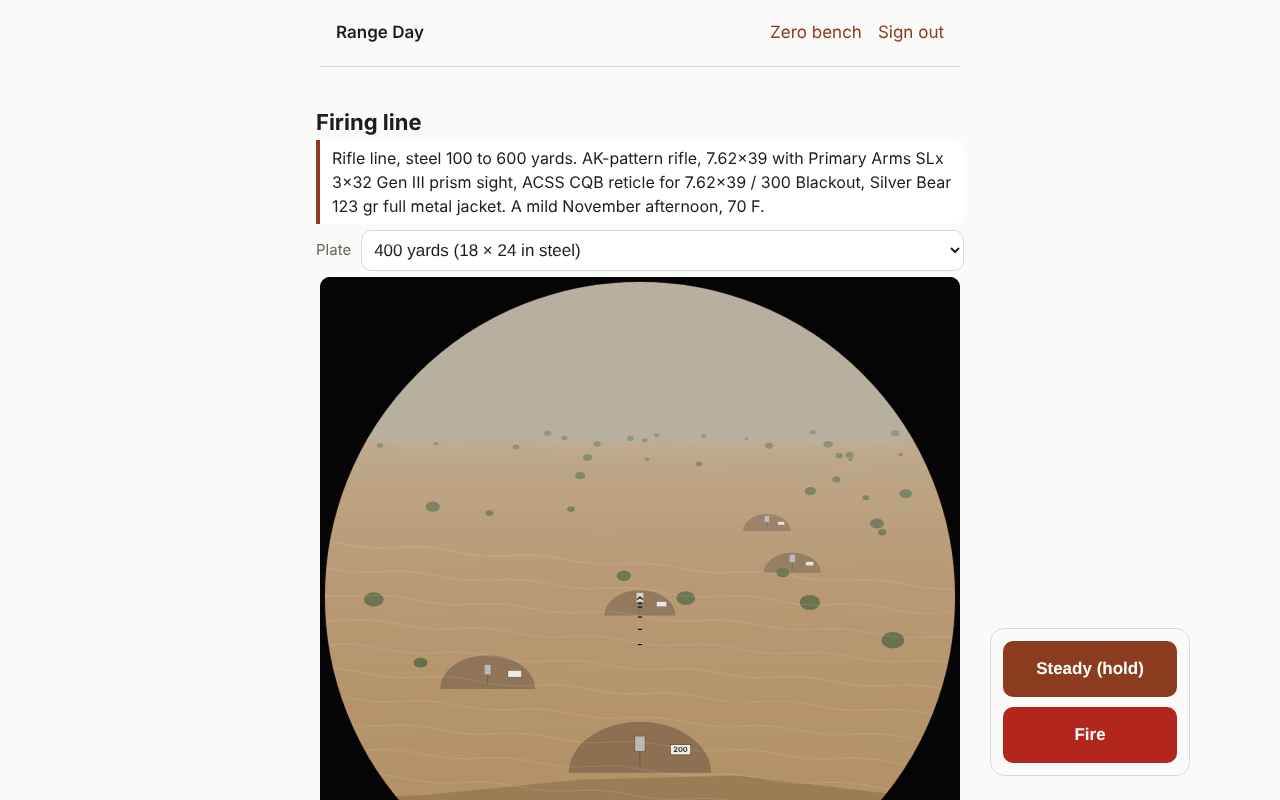 Range Day
Zero bench
Sign out
Firing line
Rifle line, steel 100 to 600 yards. AK-pattern rifle, 7.62×39 with Primary Arms SLx
3×32 Gen III prism sight, ACSS CQB reticle for 7.62×39 / 300 Blackout, Silver Bear
123 gr full metal jacket. A mild November afternoon, 70 F.
Plate
400 yards (18 × 24 in steel)
200
Steady (hold)
Fire